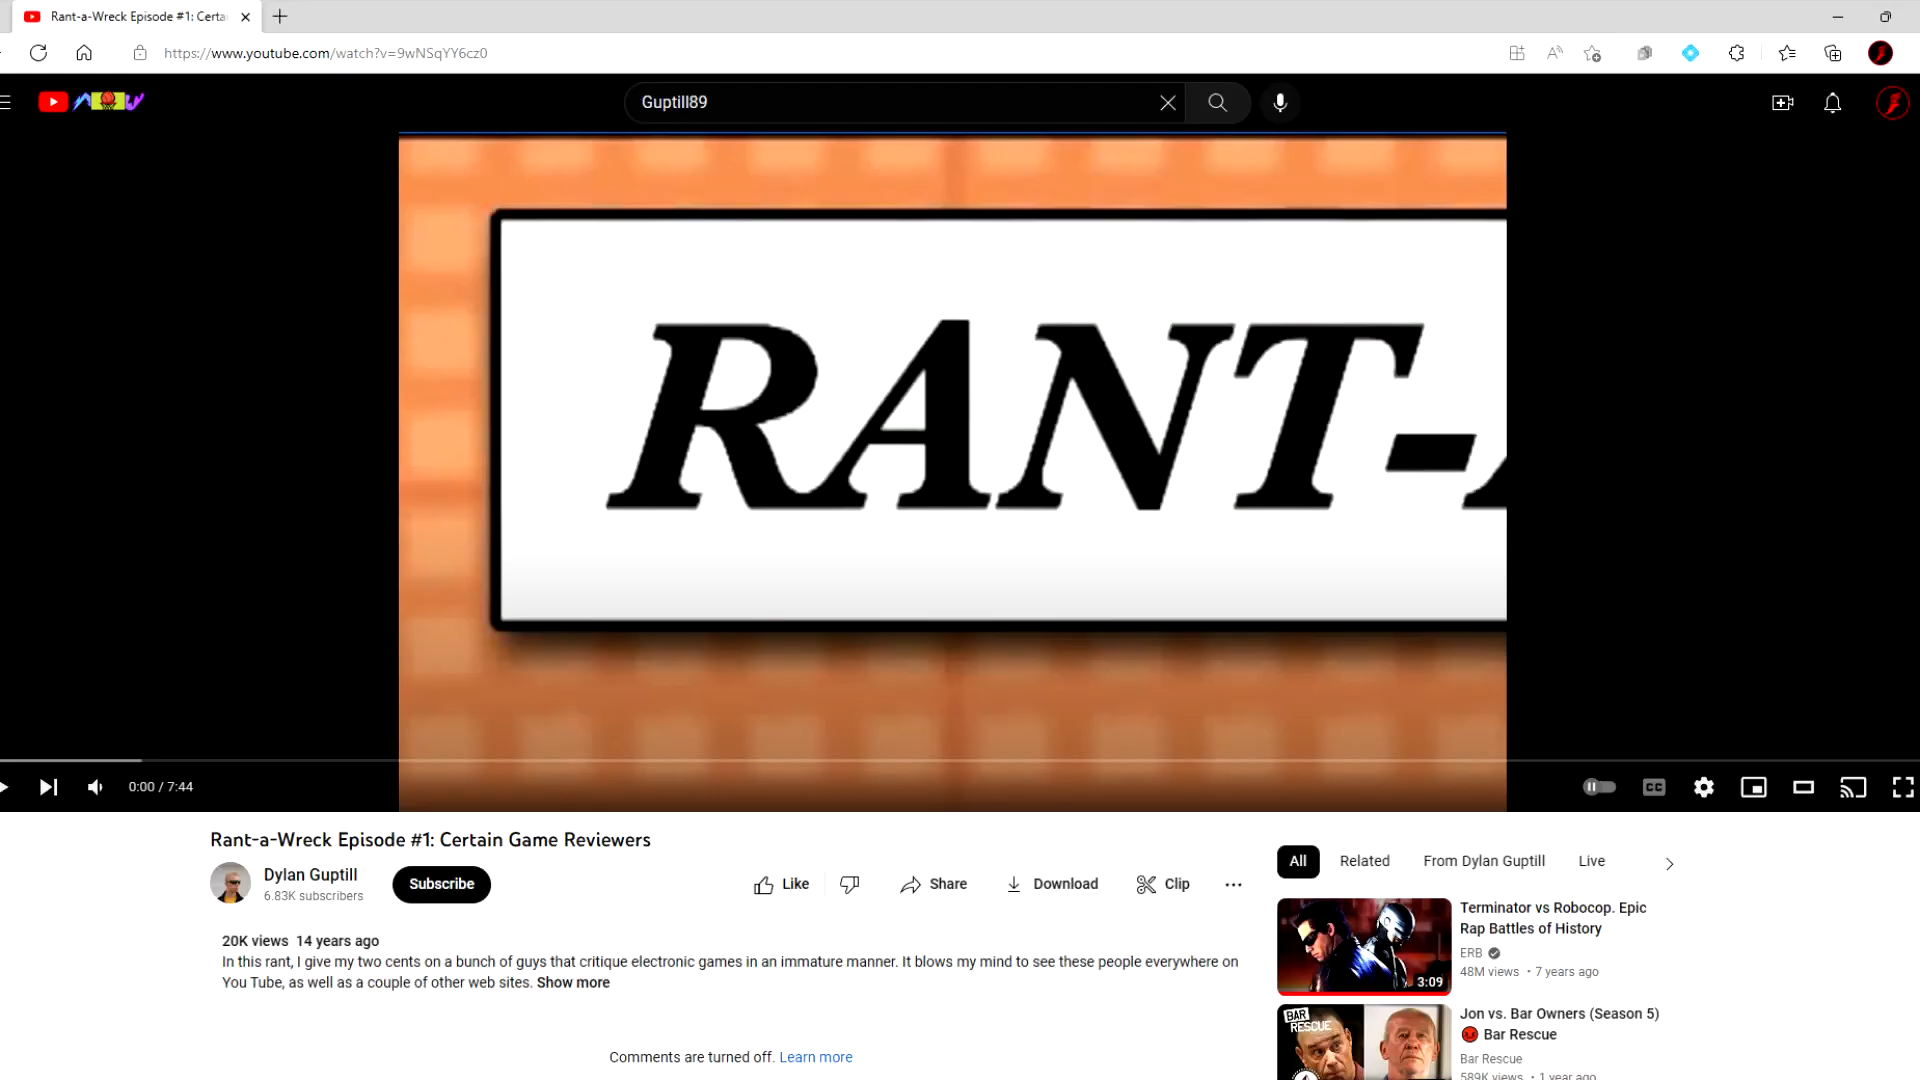 Rant-a-Wreck Episode #1: Certa
https://www.youtube.com/watch?v=9wNSqYY6cz0
Guptill89
RANT-
0:00 / 7:44
CC
Rant-a-Wreck Episode #1: Certain Game Reviewers
Dylan Guptill
6.83K subscribers
Subscribe
Like
Share
Download
Clip
20K views 14 years ago
In this rant, I give my two cents on a bunch of guys that critique electronic games in an immature manner. It blows my mind to see these people everywhere on
You Tube, as well as a couple of other web sites. Show more
Comments are turned off. Learn more
All
Related
From Dylan Guptill
Live
3:09
Terminator vs Robocop. Epic
Rap Battles of History
ERB
48M views • 7 years ago
BAR
RESCUE
Jon vs. Bar Owners (Season 5)
Bar Rescue
Bar Rescue
589K views • 1 year ago